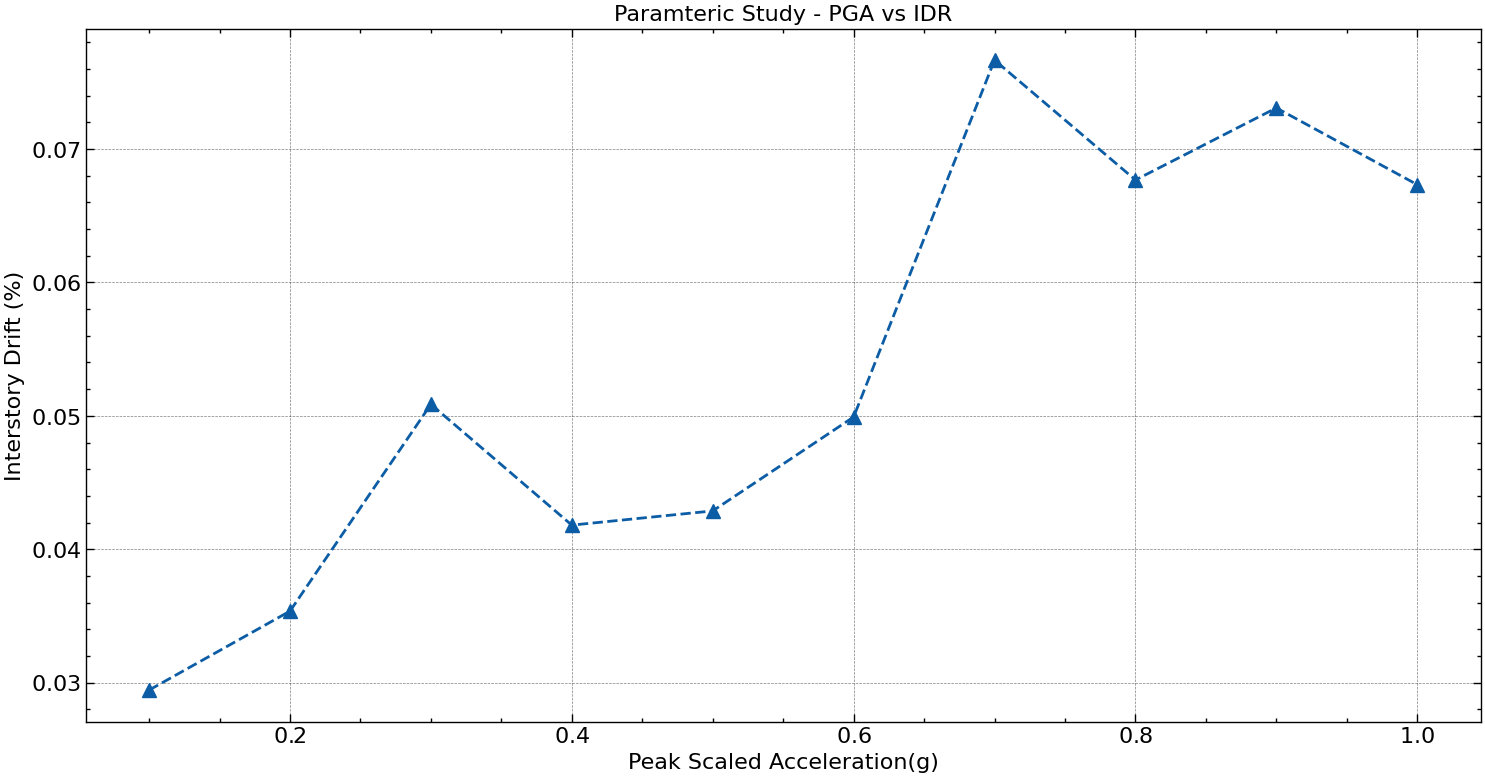 Paramteric Study - PGA vs IDR
Interstory Drift (%)
0.07
0.06
0.05
0.04
0.03
0.2 0.4 0.6 0.8 1.0
Peak Scaled Acceleration(g)